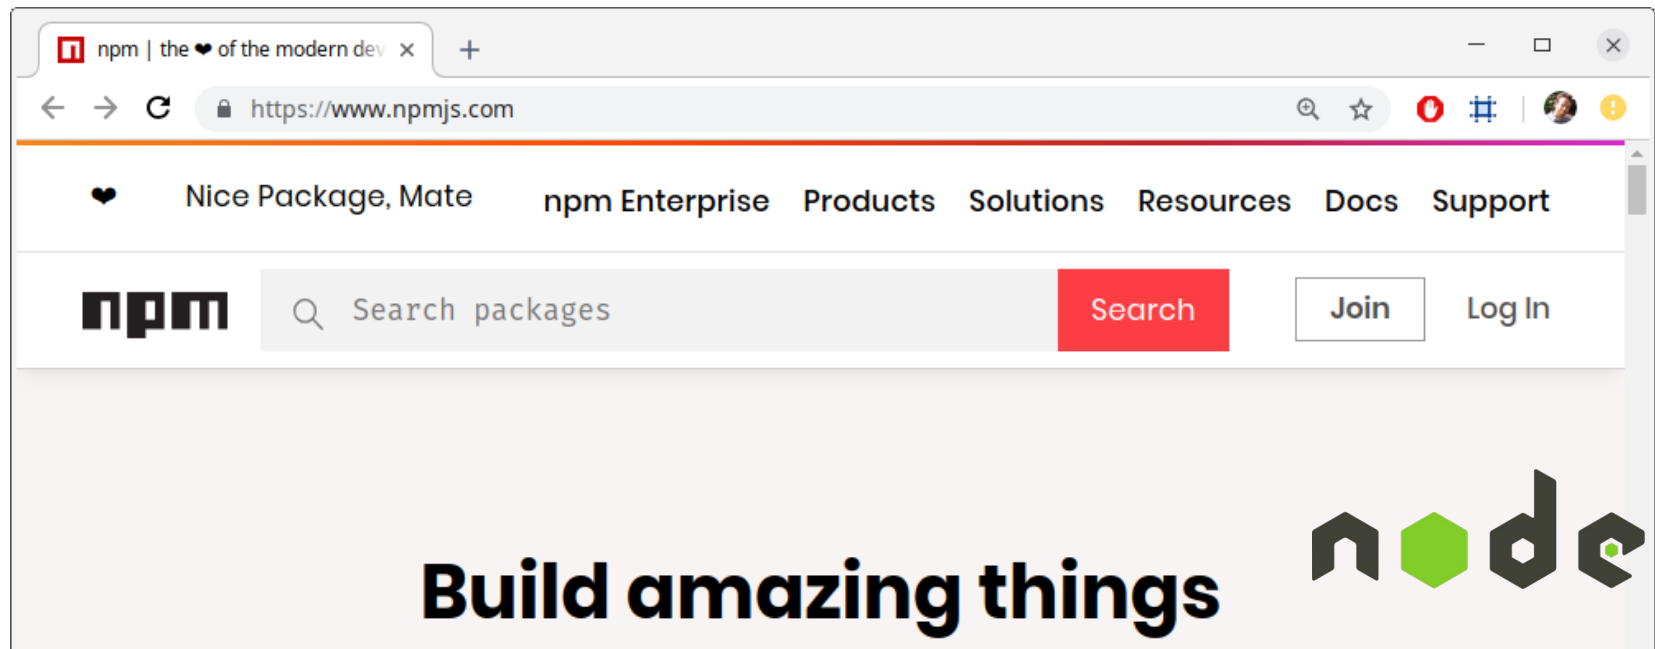 npm | the ❤ of the modern dev
https://www.npmjs.com
❤ Nice Package, Mate npm Enterprise Products Solutions Resources Docs Support
npm Search packages Search Join Log In
node
Build amazing things